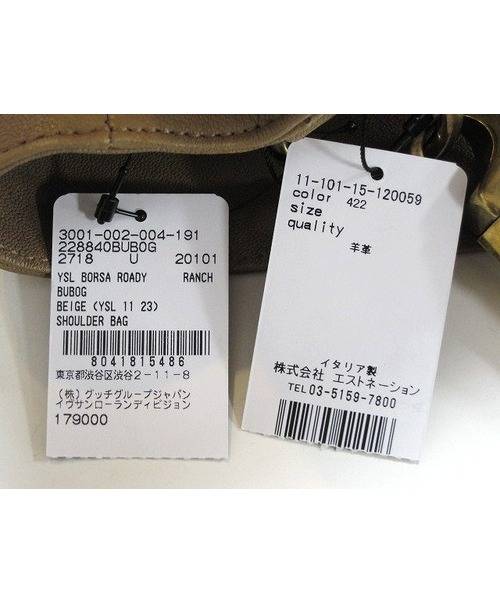 3001-002-004-191
228840BUB0G
2718 U 20101
YSL BORSA ROADY RANCH
BUBOG
BEIGE (YSL 11 23)
SHOULDER BAG
8041815486
東京都渋谷区渋谷2-11-8
(株)グッチグループジャパン
イヴサンローランディビジョン
179000
11-101-15-120059
color 422
size
quality
羊革
イタリア製
株式会社 エストネーション
TEL 03-5159-7800